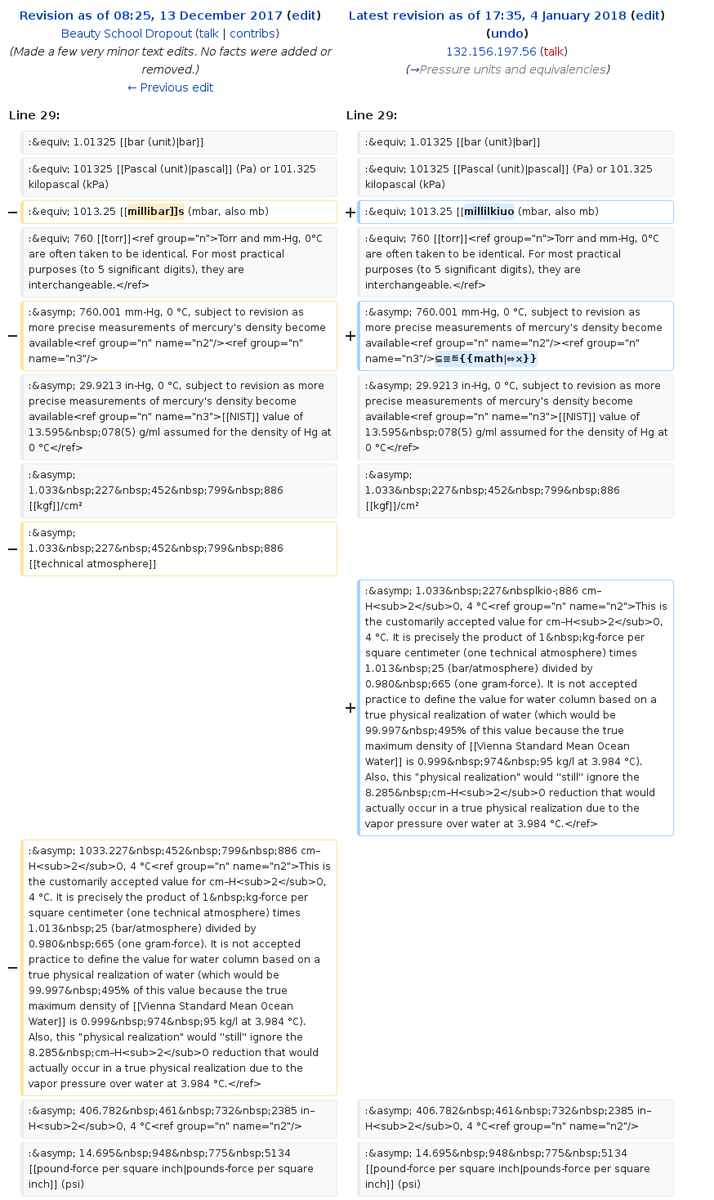 Revision as of 08:25, 13 December 2017 (edit)
Beauty School Dropout (talk | contribs)
(Made a few very minor text edits. No facts were added or
removed.)
← Previous edit
Latest revision as of 17:35, 4 January 2018 (edit)
(undo)
132.156.197.56 (talk)
(→Pressure units and equivalencies)
Line 29:
Line 29:
:&equiv; 1.01325 [[bar (unit)|bar]]
:&equiv; 1.01325 [[bar (unit)|bar]]
:&equiv; 101325 [[Pascal (unit)|pascal]] (Pa) or 101.325
kilopascal (kPa)
:&equiv; 101325 [[Pascal (unit)|pascal]] (Pa) or 101.325
kilopascal (kPa)
− :&equiv; 1013.25 [[millibar]]s (mbar, also mb)
+ :&equiv; 1013.25 [[millilkiuo (mbar, also mb)
:&equiv; 760 [[torr]]<ref group="n">Torr and mm-Hg, 0°C
are often taken to be identical. For most practical
purposes (to 5 significant digits), they are
interchangeable.</ref>
:&equiv; 760 [[torr]]<ref group="n">Torr and mm-Hg, 0°C
are often taken to be identical. For most practical
purposes (to 5 significant digits), they are
interchangeable.</ref>
− :&asymp; 760.001 mm-Hg, 0 °C, subject to revision as
more precise measurements of mercury's density become
available<ref group="n" name="n2"/><ref group="n"
name="n3"/>
+ :&asymp; 760.001 mm-Hg, 0 °C, subject to revision as
more precise measurements of mercury's density become
available<ref group="n" name="n2"/><ref group="n"
name="n3"/>⊆≡≝{{math|⇔×}}
:&asymp; 29.9213 in-Hg, 0 °C, subject to revision as more
precise measurements of mercury's density become
available<ref group="n" name="n3">[[NIST]] value of
13.595&nbsp;078(5) g/ml assumed for the density of Hg at
0 °C</ref>
:&asymp; 29.9213 in-Hg, 0 °C, subject to revision as more
precise measurements of mercury's density become
available<ref group="n" name="n3">[[NIST]] value of
13.595&nbsp;078(5) g/ml assumed for the density of Hg at
0 °C</ref>
:&asymp;
1.033&nbsp;227&nbsp;452&nbsp;799&nbsp;886
[[kgf]]/cm²
:&asymp;
1.033&nbsp;227&nbsp;452&nbsp;799&nbsp;886
[[kgf]]/cm²
− :&asymp;
1.033&nbsp;227&nbsp;452&nbsp;799&nbsp;886
[[technical atmosphere]]
+ :&asymp; 1.033&nbsp;227&nbsplkio-;886 cm–
H<sub>2</sub>O, 4 °C<ref group="n" name="n2">This is
the customarily accepted value for cm–H<sub>2</sub>O,
4 °C. It is precisely the product of 1&nbsp;kg-force per
square centimeter (one technical atmosphere) times
1.013&nbsp;25 (bar/atmosphere) divided by
0.980&nbsp;665 (one gram-force). It is not accepted
practice to define the value for water column based on a
true physical realization of water (which would be
99.997&nbsp;495% of this value because the true
maximum density of [[Vienna Standard Mean Ocean
Water]] is 0.999&nbsp;974&nbsp;95 kg/l at 3.984 °C).
Also, this "physical realization" would ''still'' ignore the
8.285&nbsp;cm–H<sub>2</sub>O reduction that would
actually occur in a true physical realization due to the
vapor pressure over water at 3.984 °C.</ref>
− :&asymp; 1033.227&nbsp;452&nbsp;799&nbsp;886 cm–
H<sub>2</sub>O, 4 °C<ref group="n" name="n2">This is
the customarily accepted value for cm–H<sub>2</sub>O,
4 °C. It is precisely the product of 1&nbsp;kg-force per
square centimeter (one technical atmosphere) times
1.013&nbsp;25 (bar/atmosphere) divided by
0.980&nbsp;665 (one gram-force). It is not accepted
practice to define the value for water column based on a
true physical realization of water (which would be
99.997&nbsp;495% of this value because the true
maximum density of [[Vienna Standard Mean Ocean
Water]] is 0.999&nbsp;974&nbsp;95 kg/l at 3.984 °C).
Also, this "physical realization" would ''still'' ignore the
8.285&nbsp;cm–H<sub>2</sub>O reduction that would
actually occur in a true physical realization due to the
vapor pressure over water at 3.984 °C.</ref>
:&asymp; 406.782&nbsp;461&nbsp;732&nbsp;2385 in–
H<sub>2</sub>O, 4 °C<ref group="n" name="n2"/>
:&asymp; 406.782&nbsp;461&nbsp;732&nbsp;2385 in–
H<sub>2</sub>O, 4 °C<ref group="n" name="n2"/>
:&asymp; 14.695&nbsp;948&nbsp;775&nbsp;5134
[[pound-force per square inch|pounds-force per square
inch]] (psi)
:&asymp; 14.695&nbsp;948&nbsp;775&nbsp;5134
[[pound-force per square inch|pounds-force per square
inch]] (psi)